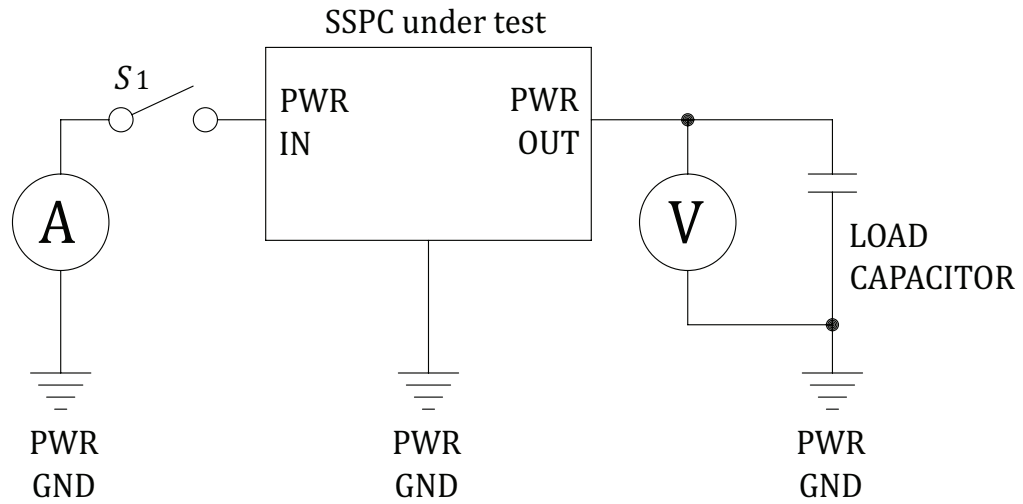 SSPC under test
S1
PWR
IN
PWR
OUT
A
V
LOAD
CAPACITOR
PWR
GND
PWR
GND
PWR
GND